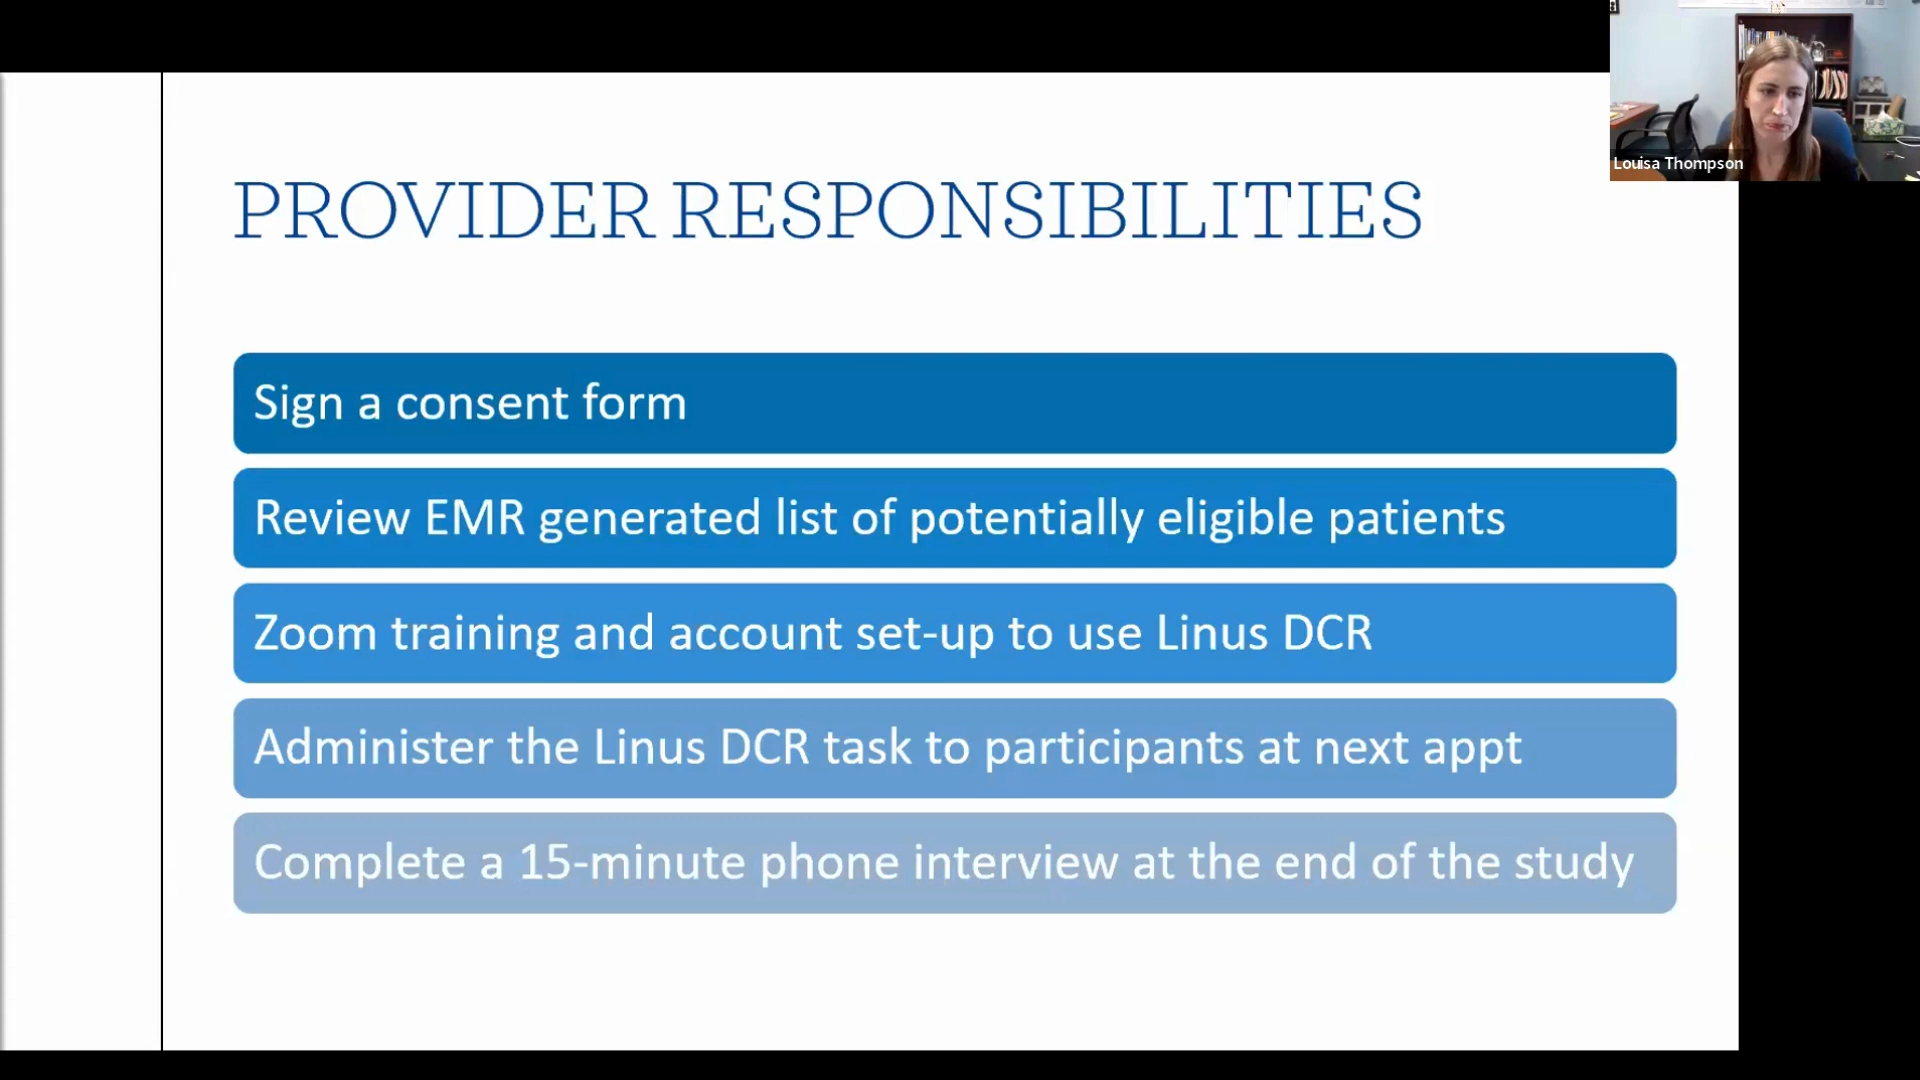 PROVIDER RESPONSIBILITIES
Louisa Thompson
Sign a consent form
Review EMR generated list of potentially eligible patients
Zoom training and account set-up to use Linus DCR
Administer the Linus DCR task to participants at next appt
Complete a 15-minute phone interview at the end of the study